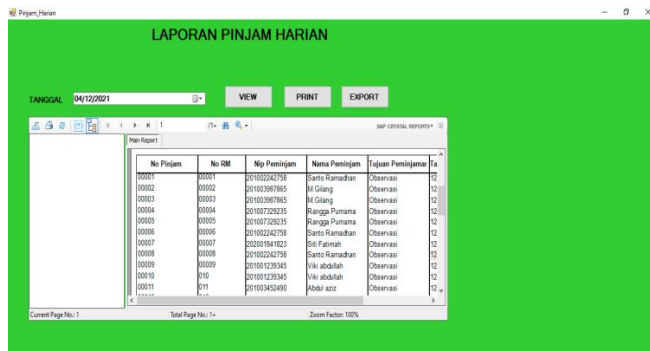 Pinjam_Harian
LAPORAN PINJAM HARIAN
TANGGAL 04/12/2021 VIEW PRINT EXPORT
1 /1+ SAP CRYSTAL REPORTS®
Main Report
No Pinjam No RM Nip Peminjam Nama Peminjam Tujuan Peminjamar Ta
00001 00001 201002242758 Santo Ramadhan Observasi 12
00002 00002 201003987865 M.Gilang Observasi 12
00003 00003 201003987865 M.Gilang Observasi 12
00004 00004 201007329235 Rangga Purnama Observasi 12
00005 00005 201007329235 Rangga Purnama Observasi 12
00006 00006 201002242758 Santo Ramadhan Observasi 12
00007 00007 202001841823 Siti Fatimah Observasi 12
00008 00008 201002242758 Santo Ramadhan Observasi 12
00009 00009 201001239345 Viki abdullah Observasi 12
00010 010 201001239345 Viki abdullah Observasi 12
00011 011 201003452490 Abdul aziz Observasi 12
Current Page No.: 1 Total Page No.: 1+ Zoom Factor: 100%